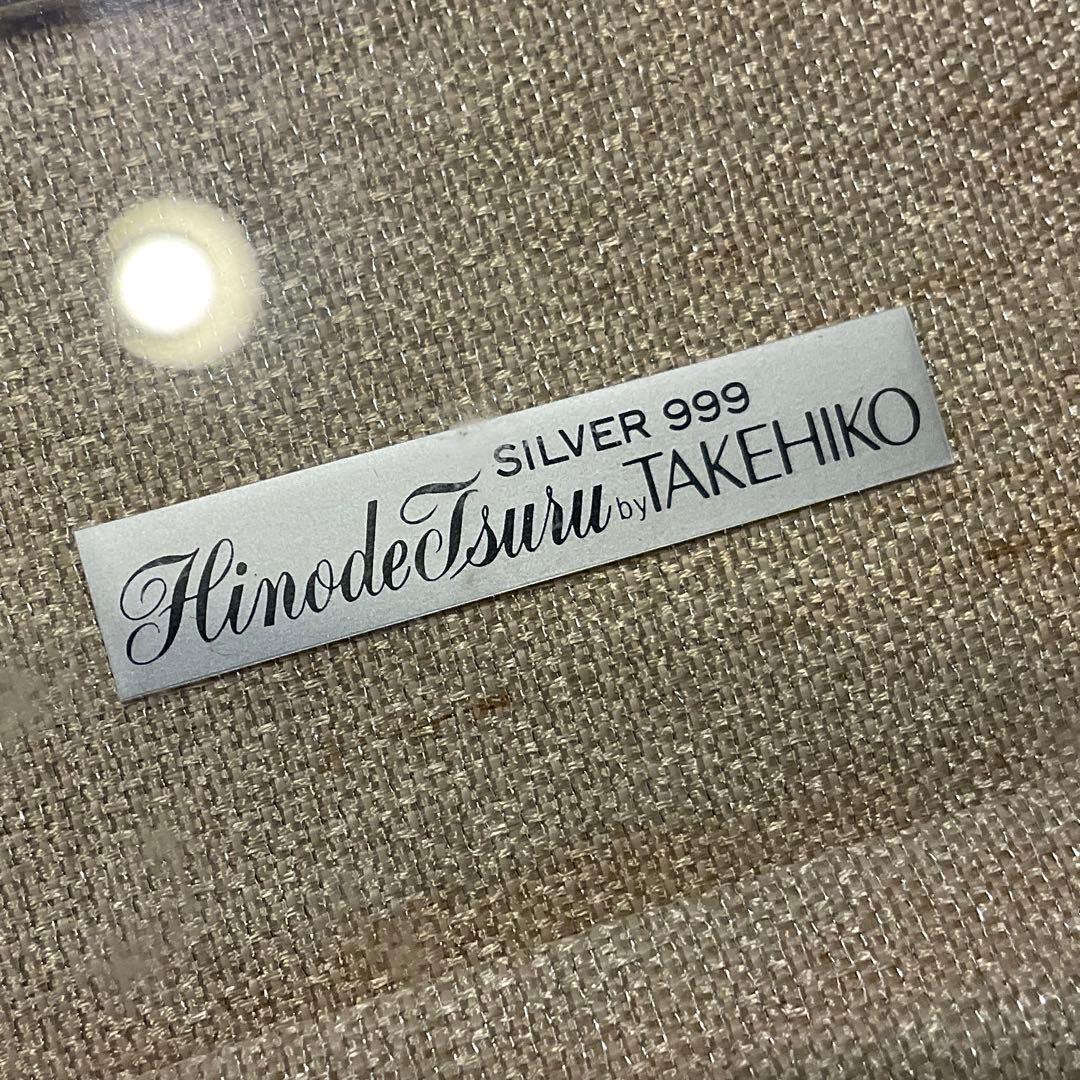 SILVER 999
HinodeTsuru by TAKEHIKO